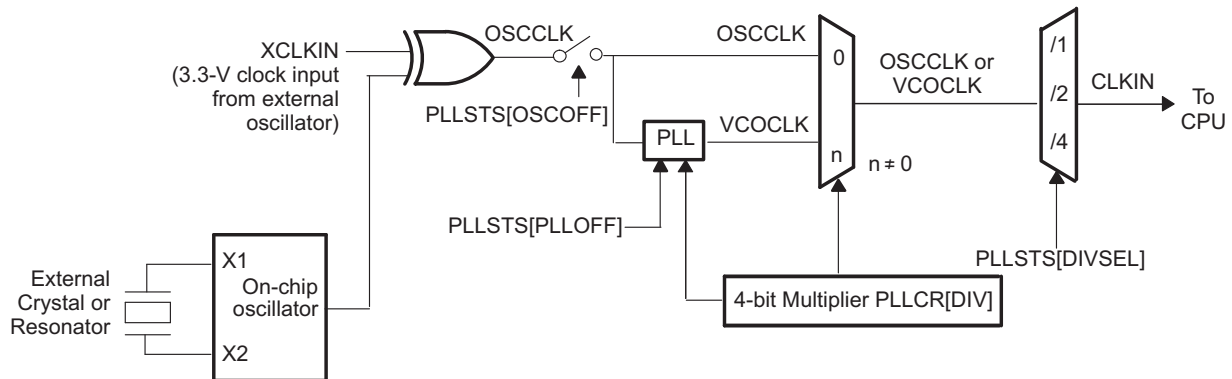 XCLKIN
(3.3-V clock input
from external
oscillator)
OSCCLK
PLLSTS[OSCOFF]
OSCCLK
0
PLL
VCOCLK
n
n ≠ 0
OSCCLK or
VCOCLK
/1
/2
/4
CLKIN
To
CPU
PLLSTS[PLLOFF]
PLLSTS[DIVSEL]
4-bit Multiplier PLLCR[DIV]
External
Crystal or
Resonator
X1
On-chip
oscillator
X2